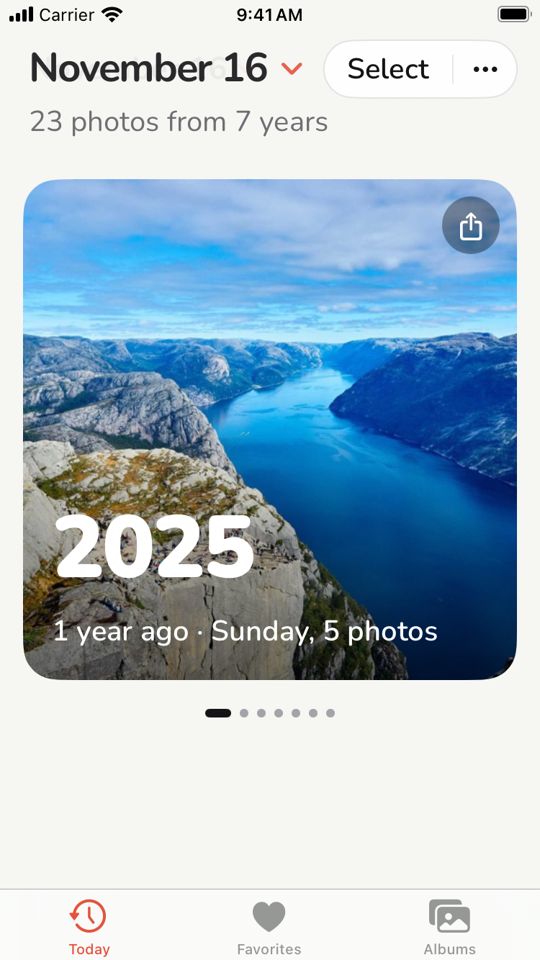 Carrier 9:41 AM
November 16
Select
23 photos from 7 years
2025
1 year ago · Sunday, 5 photos
Today Favorites Albums